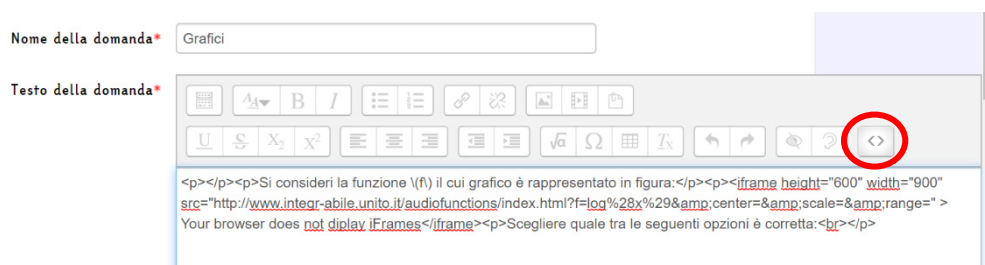 Nome della domanda*
Grafici
Testo della domanda*
<p></p><p>Si consideri la funzione \(f\) il cui grafico è rappresentato in figura:</p><p><iframe height="600" width="900"
src="http://www.integr-abile.unito.it/audiofunctions/index.html?f=log%28x%29&amp;center=&amp;scale=&amp;range=" >
Your browser does not diplay iFrames</iframe><p>Scegliere quale tra le seguenti opzioni è corretta:<br></p>